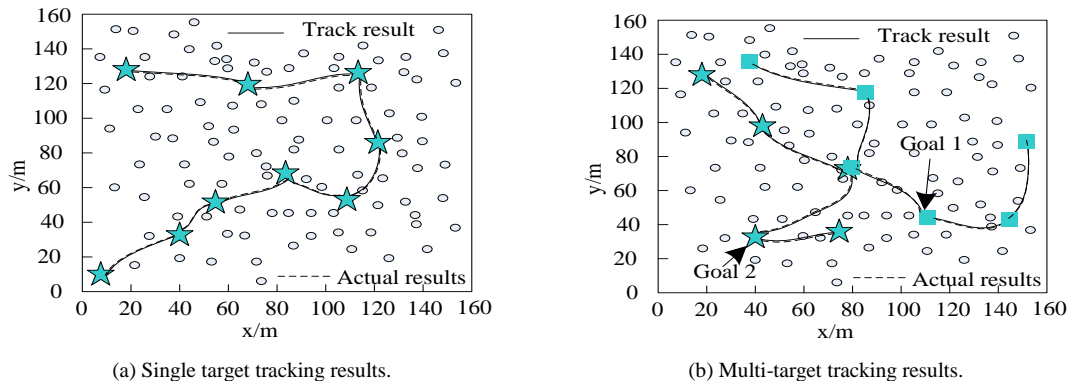 160
140
120
100
80
60
40
20
0
y/m
Track result
Actual results
0 20 40 60 80 100 120 140 160
x/m
(a) Single target tracking results.
160
140
120
100
80
60
40
20
0
y/m
Track result
Goal 1
Goal 2
Actual results
0 20 40 60 80 100 120 140 160
x/m
(b) Multi-target tracking results.